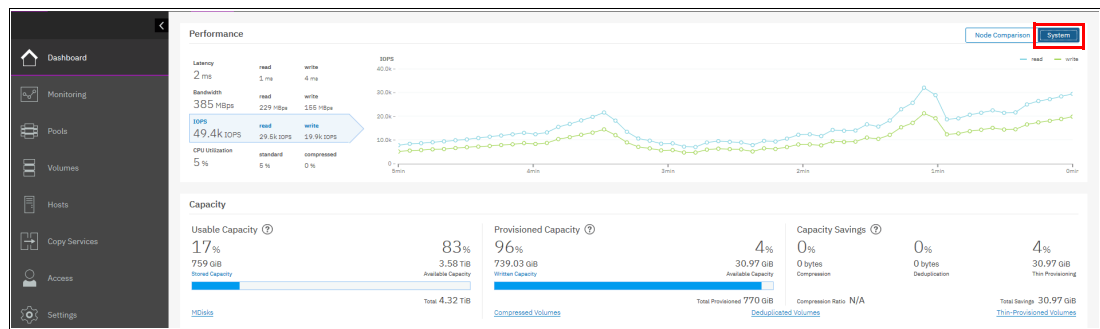 Dashboard
Monitoring
Pools
Volumes
Hosts
Copy Services
Access
Settings
Performance
Node Comparison System
Latency read write
2 ms 1 ms 4 ms
Bandwidth read write
385 MBps 229 MBps 155 MBps
IOPS read write
49.4k IOPS 29.5k IOPS 19.9k IOPS
CPU Utilization standard compressed
5 % 5 % 0 %
IOPS
read write
40.0k
30.0k
20.0k
10.0k
0
5min 4min 3min 2min 1min 0min
Capacity
Usable Capacity ?
17% 83%
759 GiB 3.58 TiB
Stored Capacity Available Capacity
Total 4.32 TiB
MDisks
Provisioned Capacity ?
96% 4%
739.03 GiB 30.97 GiB
Written Capacity Available Capacity
Total Provisioned 770 GiB
Compressed Volumes Deduplicated Volumes
Capacity Savings ?
0% 0% 4%
0 bytes 0 bytes 30.97 GiB
Compression Deduplication Thin Provisioning
Compression Ratio N/A Total Savings 30.97 GiB
Thin-Provisioned Volumes